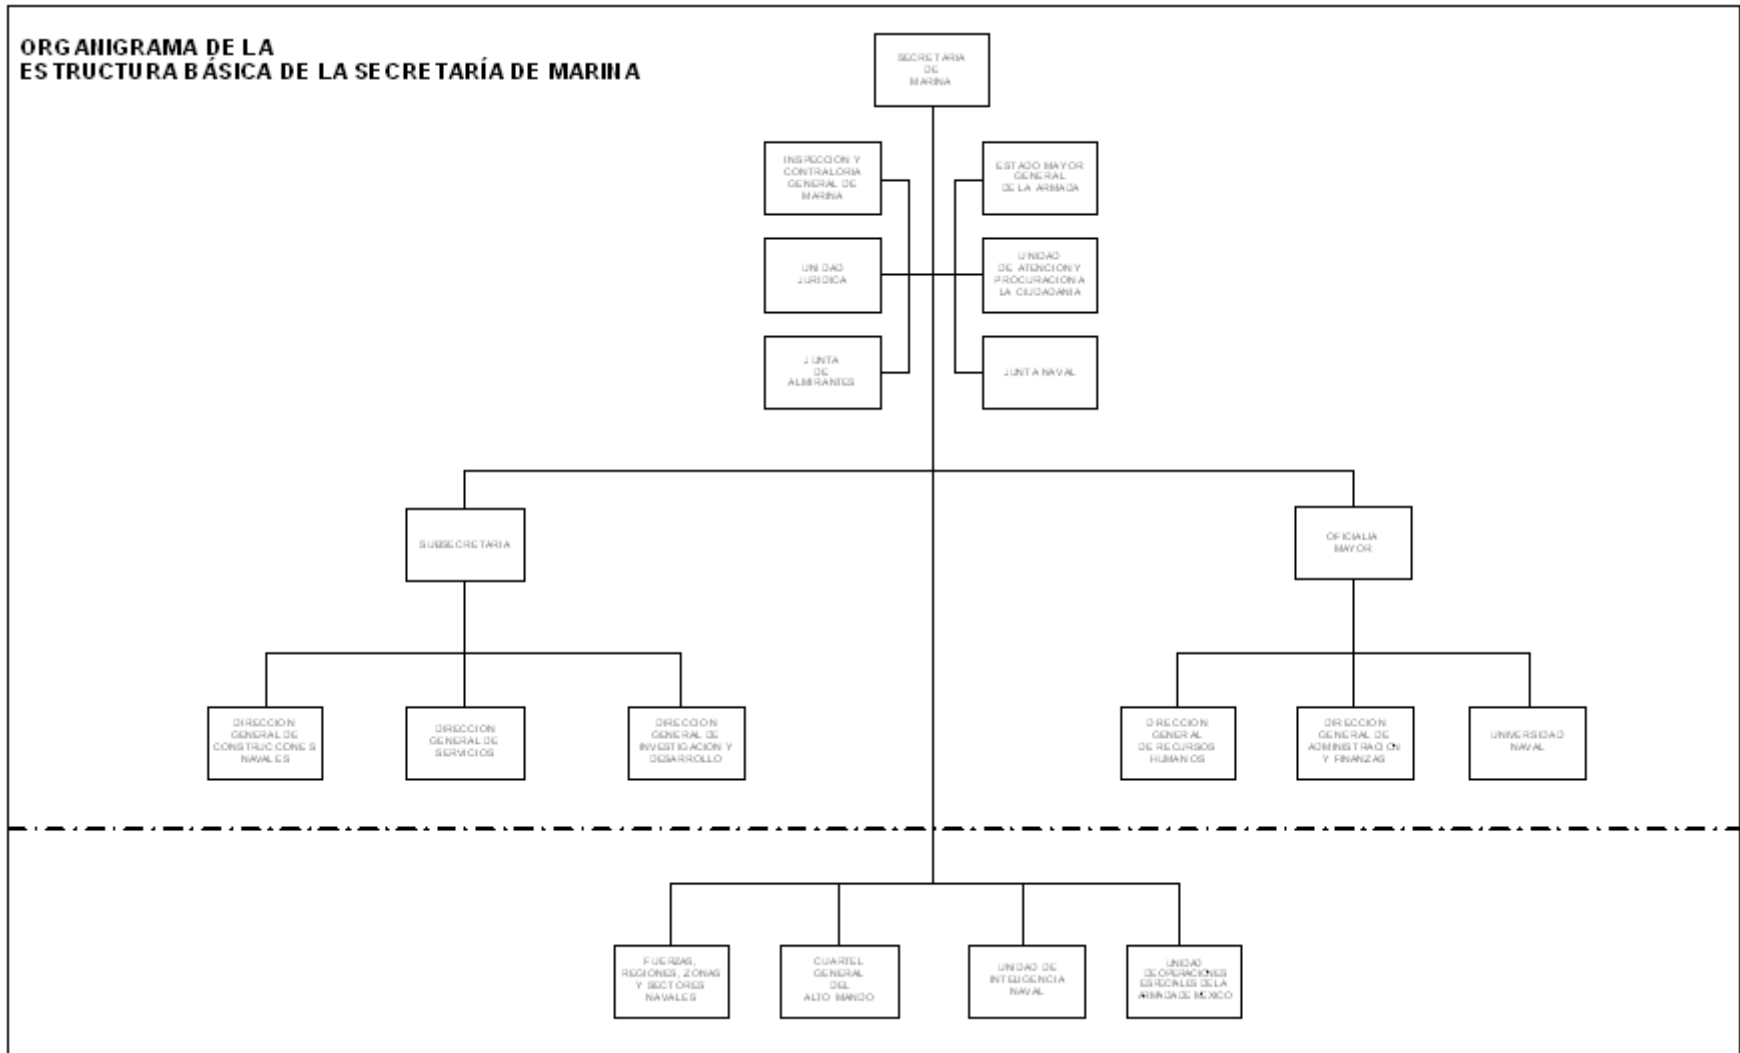 ORGANIGRAMA DE LA
ESTRUCTURA BÁSICA DE LA SECRETARÍA DE MARINA
SECRETARIA
DE
MARINA
INSPECCION Y
CONTRALORIA
GENERAL DE
MARINA
ESTADO MAYOR
GENERAL
DE LA ARMADA
UNIDAD
JURIDICA
UNIDAD
DE ATENCION Y
PROCURACION A
LA CIUDADANIA
JUNTA
DE
ALMIRANTES
JUNTA NAVAL
SUBSECRETARIA
OFICIALIA
MAYOR
DIRECCION
GENERAL DE
CONSTRUCCIONES
NAVALES
DIRECCION
GENERAL DE
SERVICIOS
DIRECCION
GENERAL DE
INVESTIGACION Y
DESARROLLO
DIRECCION
GENERAL
DE RECURSOS
HUMANOS
DIRECCION
GENERAL DE
ADMINISTRACION
Y FINANZAS
UNIVERSIDAD
NAVAL
FUERZAS,
REGIONES, ZONAS
Y SECTORES
NAVALES
CUARTEL
GENERAL
DEL
ALTO MANDO
UNIDAD DE
INTELIGENCIA
NAVAL
UNIDAD
DE OPERACIONES
ESPECIALES DE LA
ARMADA DE MEXICO